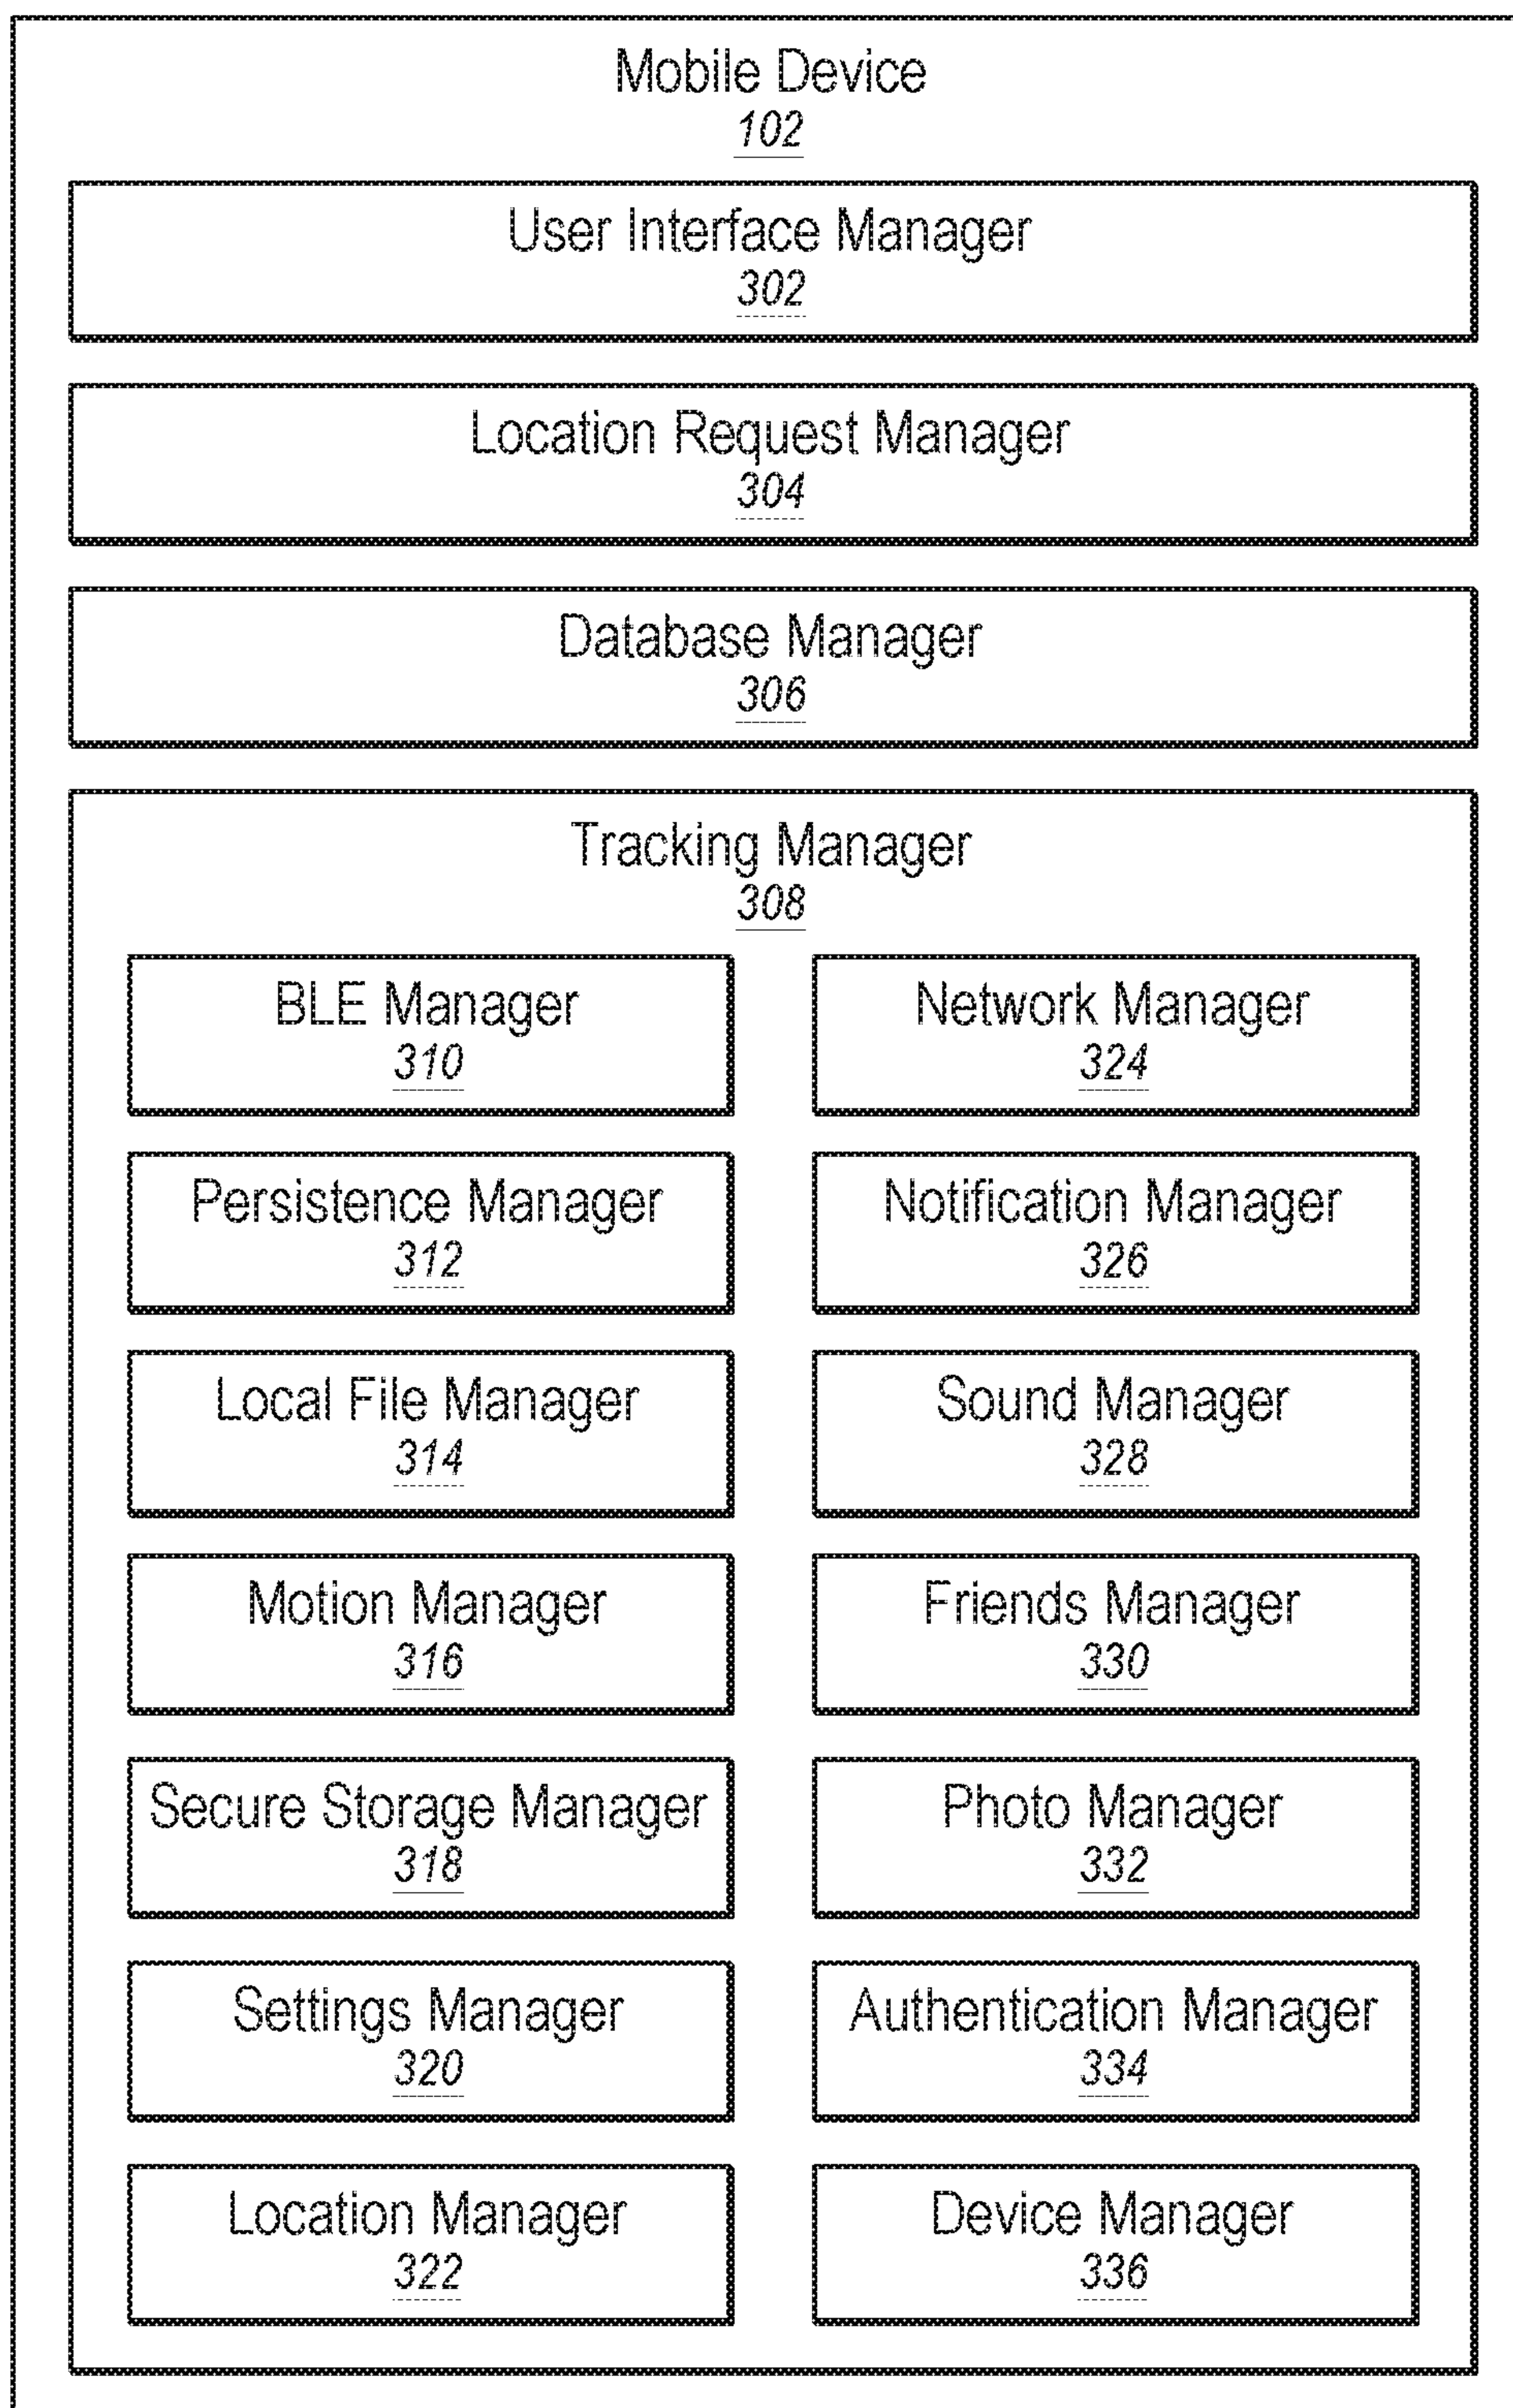 Mobile Device
102
User Interface Manager
302
Location Request Manager
304
Database Manager
306
Tracking Manager
308
BLE Manager
310
Network Manager
324
Persistence Manager
312
Notification Manager
326
Local File Manager
314
Sound Manager
328
Motion Manager
316
Friends Manager
330
Secure Storage Manager
318
Photo Manager
332
Settings Manager
320
Authentication Manager
334
Location Manager
322
Device Manager
336